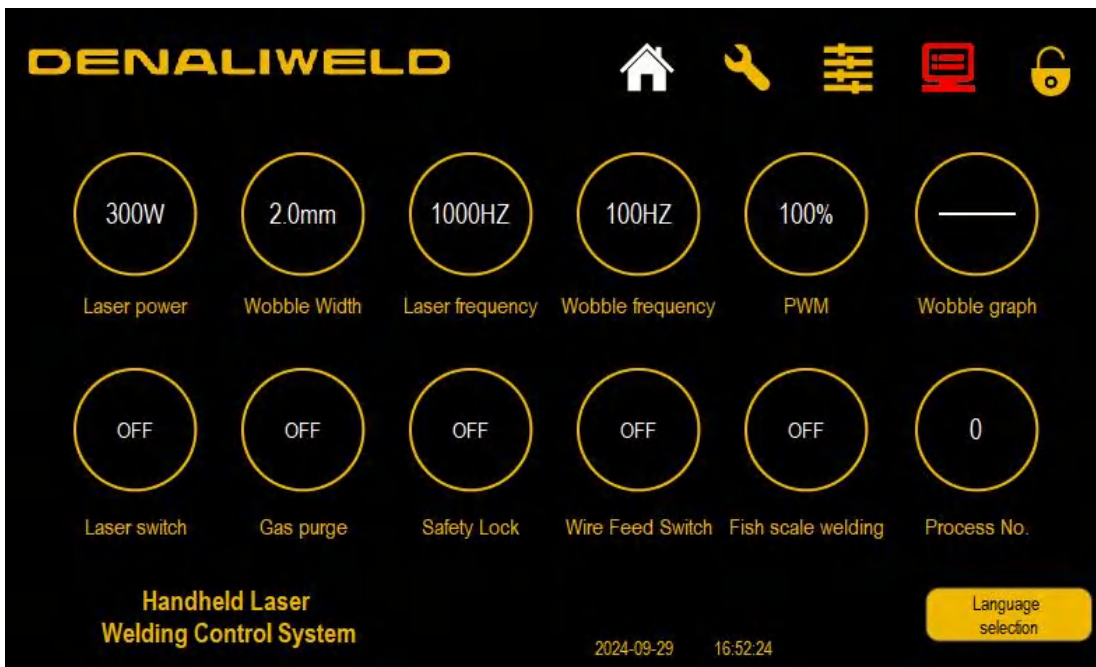 DENALIWELD
300W 2.0mm 1000HZ 100HZ 100%
Laser power Wobble Width Laser frequency Wobble frequency PWM Wobble graph
OFF OFF OFF OFF OFF 0
Laser switch Gas purge Safety Lock Wire Feed Switch Fish scale welding Process No.
Handheld Laser
Welding Control System
2024-09-29 16:52:24
Language
selection